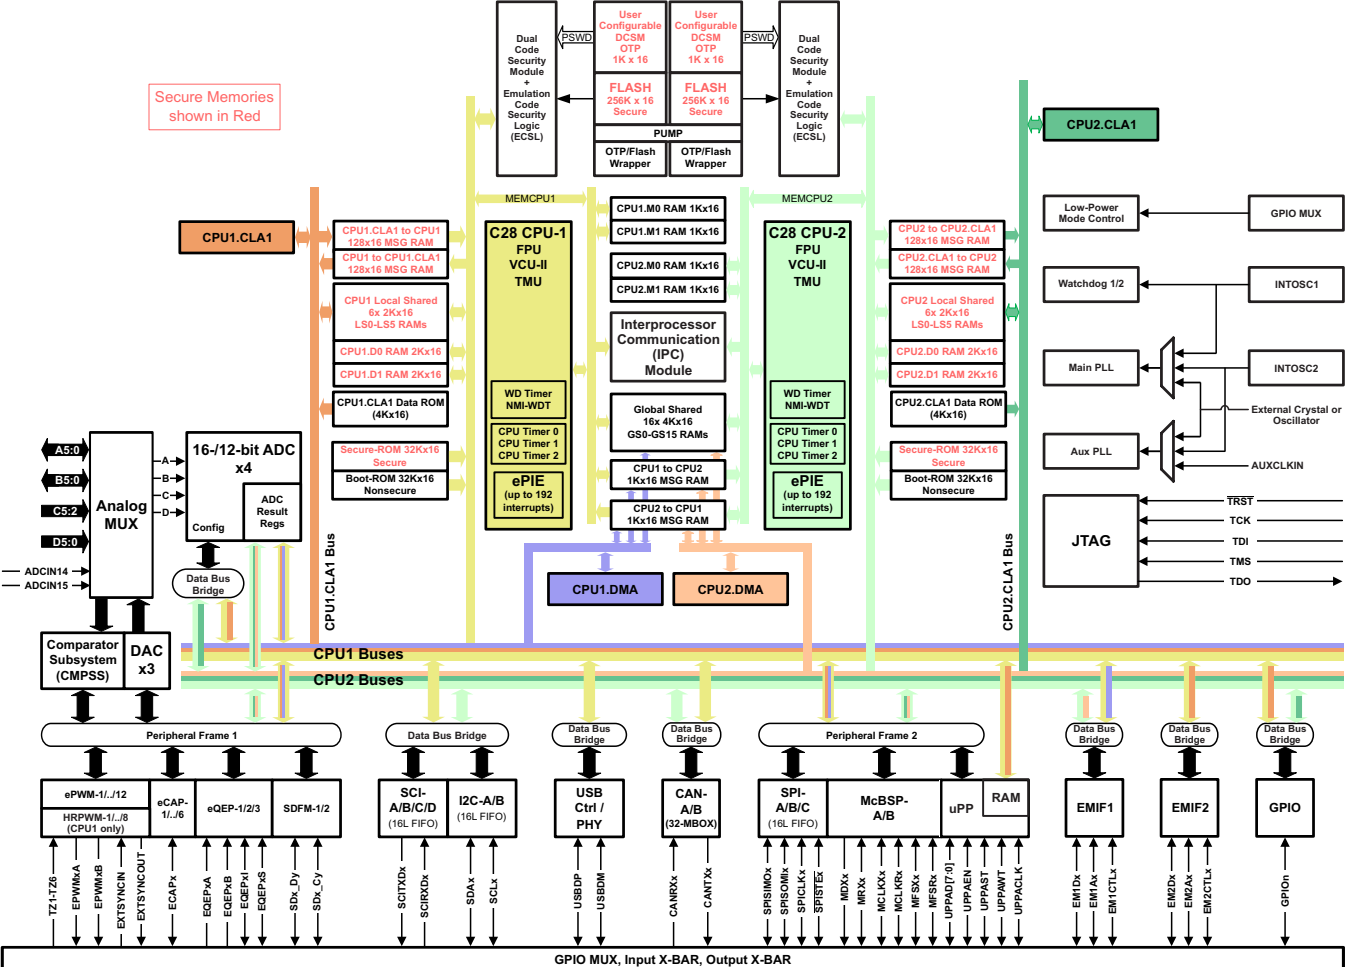 Secure Memories
shown in Red
Dual
Code
Security
Module
+
Emulation
Code
Security
Logic
(ECSL)
PSWD
User
Configurable
DCSM
OTP
1K x 16
FLASH
256K x 16
Secure
User
Configurable
DCSM
OTP
1K x 16
FLASH
256K x 16
Secure
PUMP
OTP/Flash
Wrapper
OTP/Flash
Wrapper
PSWD
Dual
Code
Security
Module
+
Emulation
Code
Security
Logic
(ECSL)
CPU2.CLA1
MEMCPU1
MEMCPU2
CPU1.CLA1
CPU1.CLA1 to CPU1
128x16 MSG RAM
CPU1 to CPU1.CLA1
128x16 MSG RAM
CPU1 Local Shared
6x 2Kx16
LS0-LS5 RAMs
CPU1.D0 RAM 2Kx16
CPU1.D1 RAM 2Kx16
CPU1.CLA1 Data ROM
(4Kx16)
Secure-ROM 32Kx16
Secure
Boot-ROM 32Kx16
Nonsecure
C28 CPU-1
FPU
VCU-II
TMU
WD Timer
NMI-WDT
CPU Timer 0
CPU Timer 1
CPU Timer 2
ePIE
(up to 192
interrupts)
CPU1.M0 RAM 1Kx16
CPU1.M1 RAM 1Kx16
CPU2.M0 RAM 1Kx16
CPU2.M1 RAM 1Kx16
Interprocessor
Communication
(IPC)
Module
Global Shared
16x 4Kx16
GS0-GS15 RAMs
CPU1 to CPU2
1Kx16 MSG RAM
CPU2 to CPU1
1Kx16 MSG RAM
C28 CPU-2
FPU
VCU-II
TMU
WD Timer
NMI-WDT
CPU Timer 0
CPU Timer 1
CPU Timer 2
ePIE
(up to 192
interrupts)
CPU2 to CPU2.CLA1
128x16 MSG RAM
CPU2.CLA1 to CPU2
128x16 MSG RAM
CPU2 Local Shared
6x 2Kx16
LS0-LS5 RAMs
CPU2.D0 RAM 2Kx16
CPU2.D1 RAM 2Kx16
CPU2.CLA1 Data ROM
(4Kx16)
Secure-ROM 32Kx16
Secure
Boot-ROM 32Kx16
Nonsecure
Low-Power
Mode Control
GPIO MUX
Watchdog 1/2
INTOSC1
Main PLL
INTOSC2
External Crystal or
Oscillator
Aux PLL
AUXCLKIN
JTAG
TRST
TCK
TDI
TMS
TDO
A5:0
B5:0
C5:2
D5:0
ADCIN14
ADCIN15
Analog
MUX
A
B
C
D
16-/12-bit ADC
x4
Config
ADC
Result
Regs
Data Bus
Bridge
CPU1.CLA1 Bus
CPU2.CLA1 Bus
CPU1.DMA
CPU2.DMA
Comparator
Subsystem
(CMPSS)
DAC
x3
CPU1 Buses
CPU2 Buses
Peripheral Frame 1
Data Bus Bridge
Data Bus
Bridge
Data Bus
Bridge
Peripheral Frame 2
Data Bus
Bridge
Data Bus
Bridge
Data Bus
Bridge
ePWM-1/../12
HRPWM-1/../8
(CPU1 only)
eCAP-
1/../6
eQEP-1/2/3
SDFM-1/2
SCI-
A/B/C/D
(16L FIFO)
I2C-A/B
(16L FIFO)
USB
Ctrl /
PHY
CAN-
A/B
(32-MBOX)
SPI-
A/B/C
(16L FIFO)
McBSP-
A/B
uPP
RAM
EMIF1
EMIF2
GPIO
TZ1-TZ6
EPWMxA
EPWMxB
EXTSYNCIN
EXTSYNCOUT
ECAPx
EQEPxA
EQEPxB
EQEPxI
EQEPxS
SDx_Dy
SDx_Cy
SCITXDx
SCIRXDx
SDAx
SCLx
USBDP
USBDM
CANRXx
CANTXx
SPISIMOx
SPISOMIx
SPICLKx
SPISTEx
MDXx
MRXx
MCLKXx
MCLKRx
MFSXx
MFSRx
UPPAD[7:0]
UPPAEN
UPPAST
UPPAWT
UPPACLK
EM1Dx
EM1Ax
EM1CTLx
EM2Dx
EM2Ax
EM2CTLx
GPIOn
GPIO MUX, Input X-BAR, Output X-BAR